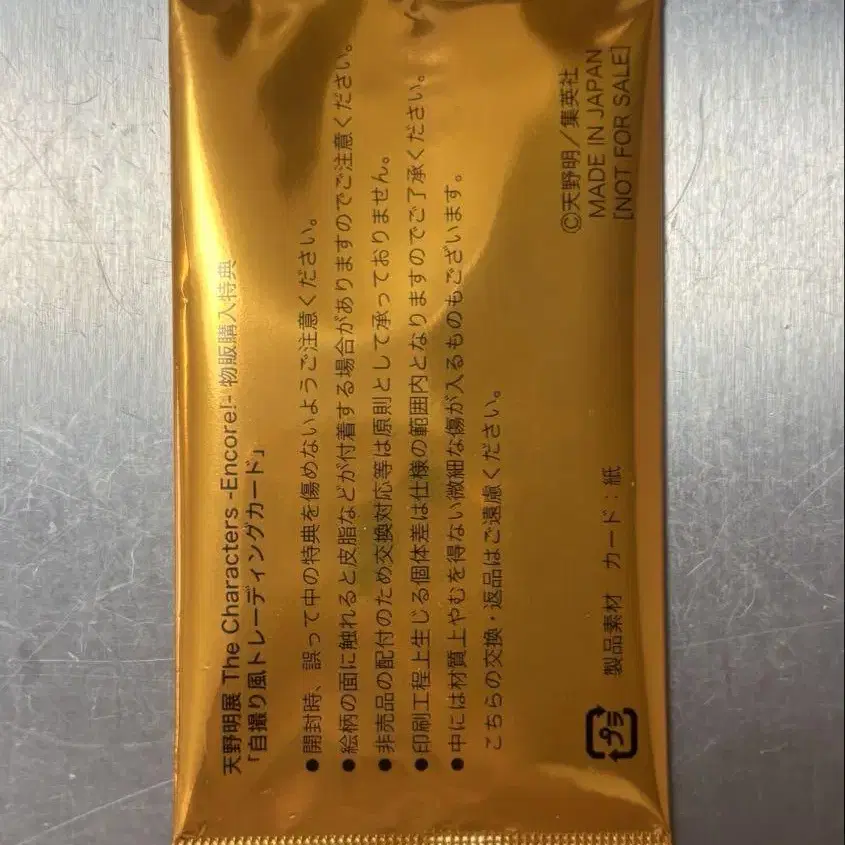 天野明展 The Characters -Encore!- 物販購入特典
「自撮り風トレーディングカード」
●開封時、誤って中の特典を傷めないようご注意ください。
●絵柄の面に触れると皮脂などが付着する場合がありますのでご注意ください。
●非売品の配付のため交換対応等は原則として承っておりません。
●印刷工程上生じる個体差は仕様の範囲内となりますのでご了承ください。
●中には材質上やむを得ない微細な傷が入るものもございます。
こちらの交換・返品はご遠慮ください。
プラ
製品素材 カード：紙
©天野明／集英社
MADE IN JAPAN
[NOT FOR SALE]